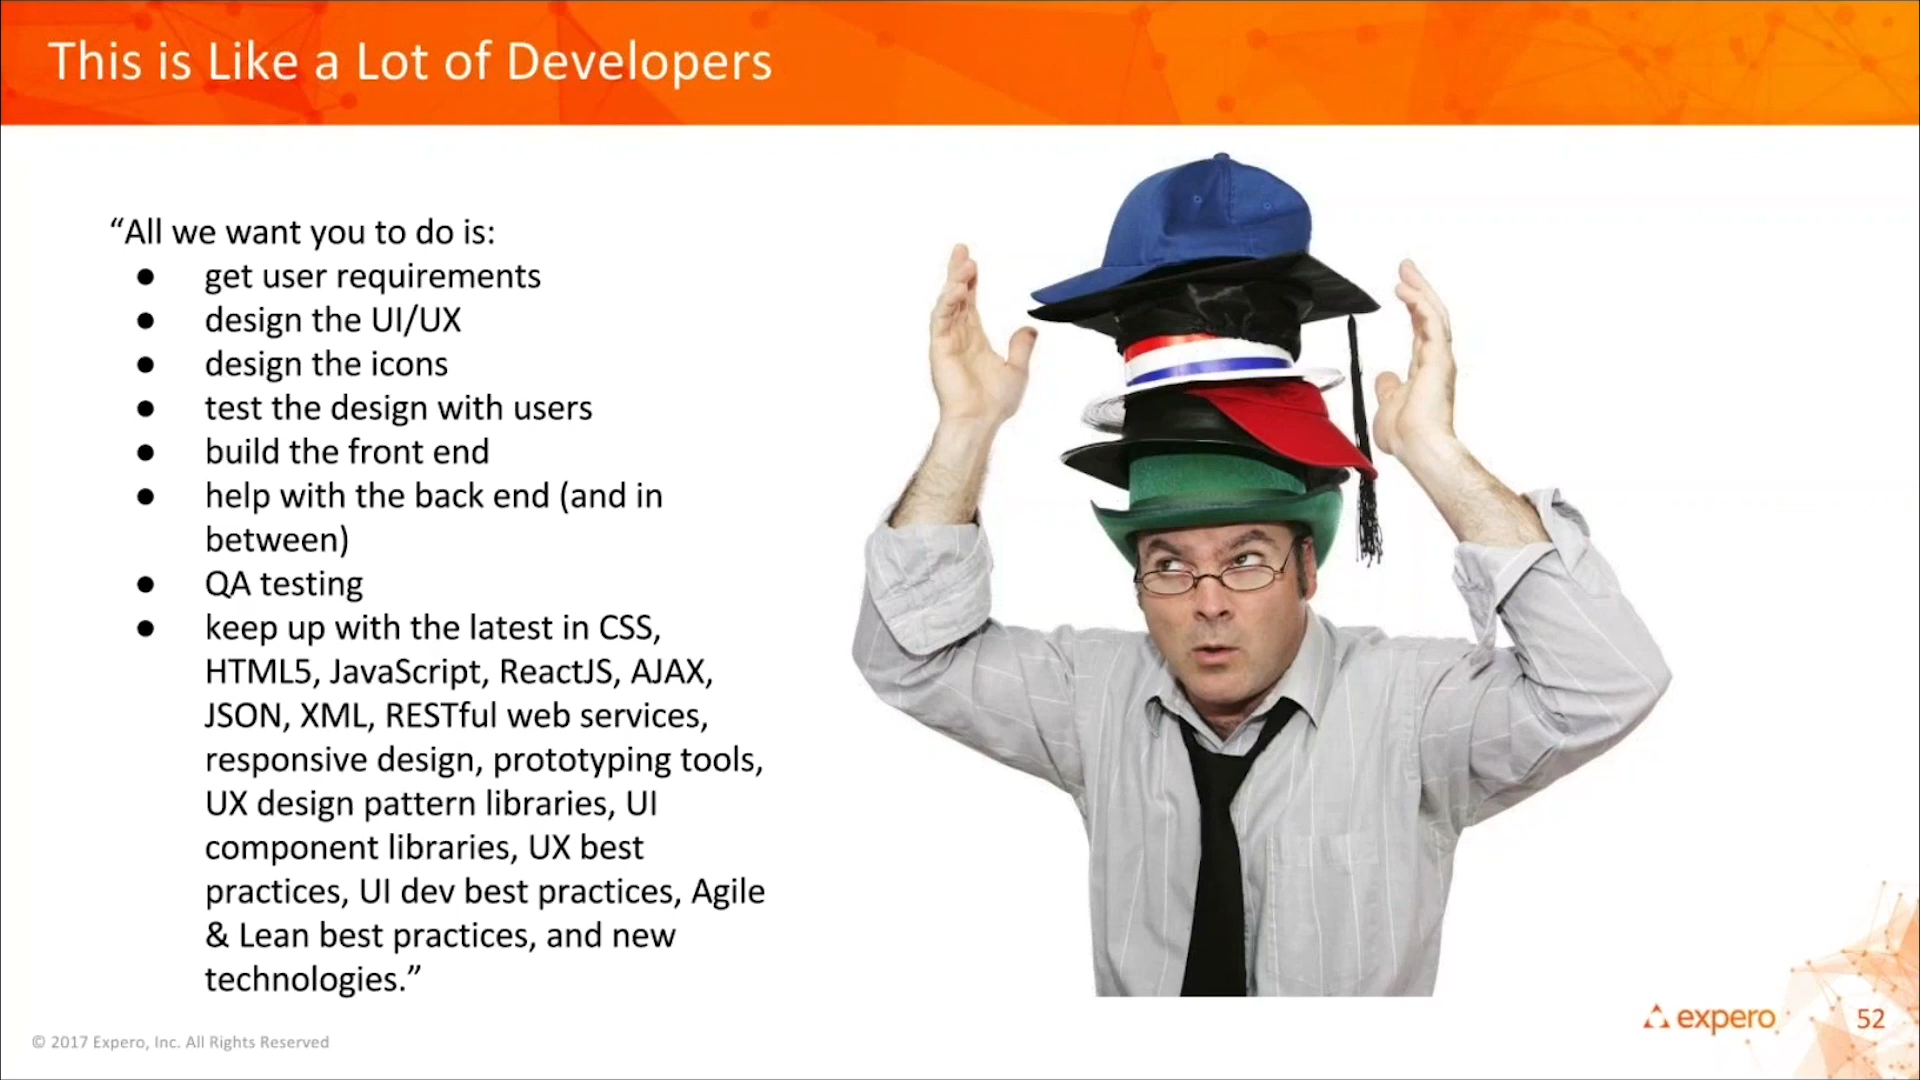 This is Like a Lot of Developers
“All we want you to do is:
● get user requirements
● design the UI/UX
● design the icons
● test the design with users
● build the front end
● help with the back end (and in
between)
● QA testing
● keep up with the latest in CSS,
HTML5, JavaScript, ReactJS, AJAX,
JSON, XML, RESTful web services,
responsive design, prototyping tools,
UX design pattern libraries, UI
component libraries, UX best
practices, UI dev best practices, Agile
& Lean best practices, and new
technologies.”
© 2017 Expero, Inc. All Rights Reserved
expero
52